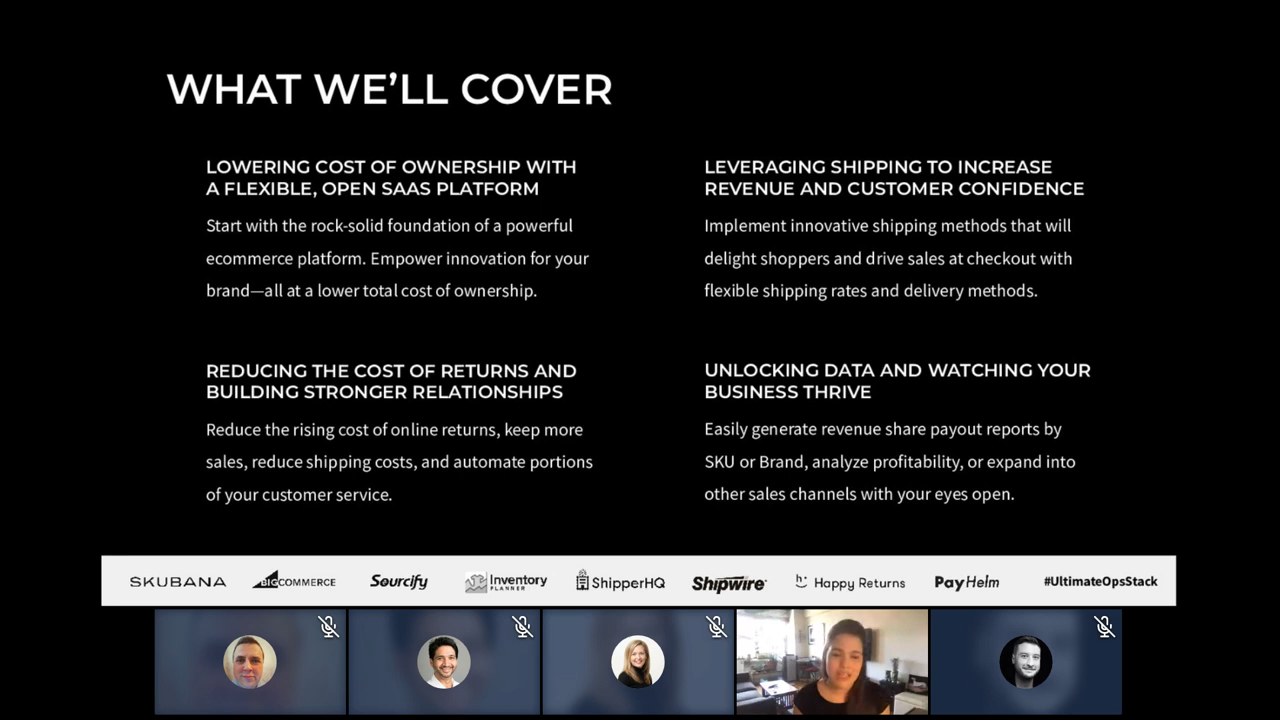 WHAT WE'LL COVER
LOWERING COST OF OWNERSHIP WITH
A FLEXIBLE, OPEN SAAS PLATFORM
Start with the rock-solid foundation of a powerful
ecommerce platform. Empower innovation for your
brand—all at a lower total cost of ownership.
LEVERAGING SHIPPING TO INCREASE
REVENUE AND CUSTOMER CONFIDENCE
Implement innovative shipping methods that will
delight shoppers and drive sales at checkout with
flexible shipping rates and delivery methods.
REDUCING THE COST OF RETURNS AND
BUILDING STRONGER RELATIONSHIPS
Reduce the rising cost of online returns, keep more
sales, reduce shipping costs, and automate portions
of your customer service.
UNLOCKING DATA AND WATCHING YOUR
BUSINESS THRIVE
Easily generate revenue share payout reports by
SKU or Brand, analyze profitability, or expand into
other sales channels with your eyes open.
SKUBANA
BIGCOMMERCE
Sourcify
Inventory
PLANNER
ShipperHQ
Shipwire
h: Happy Returns
PayHelm
#UltimateOpsStack